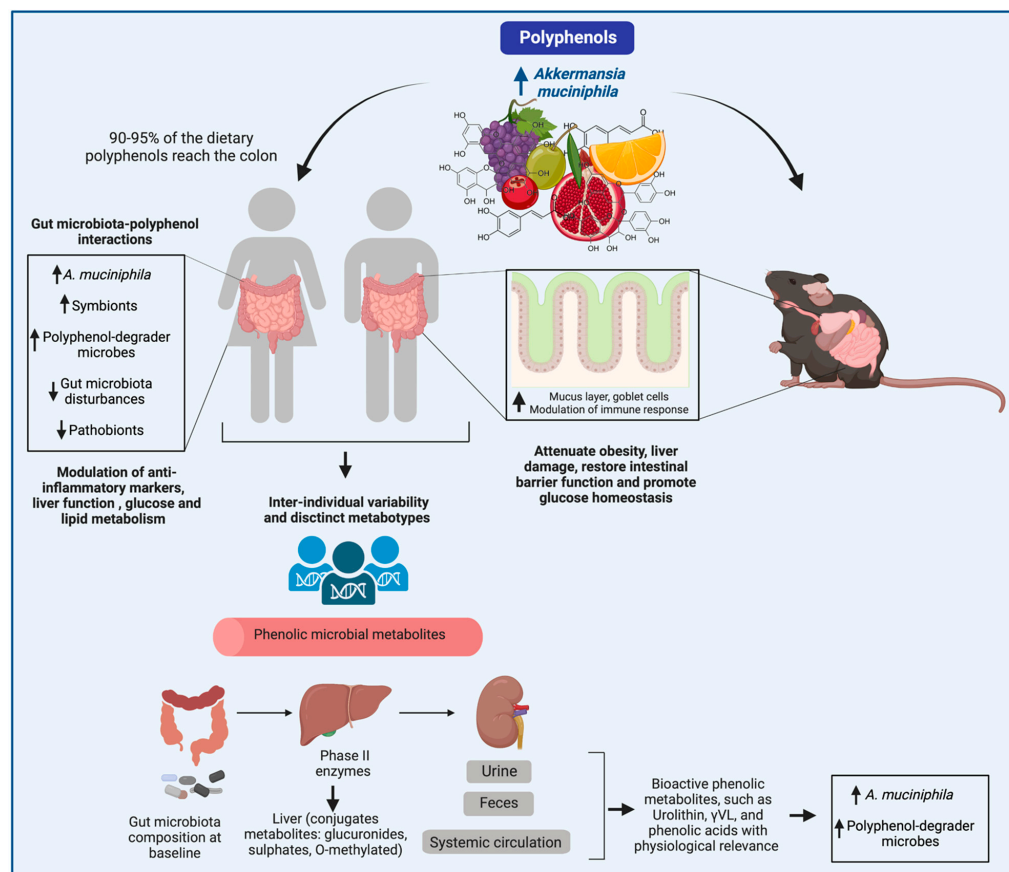 Polyphenols
Akkermansia
muciniphila
90-95% of the dietary
polyphenols reach the colon
Gut microbiota-polyphenol
interactions
A. muciniphila
Symbionts
Polyphenol-degrader
microbes
Gut microbiota
disturbances
Pathobionts
Modulation of anti-
inflammatory markers,
liver function , glucose and
lipid metabolism
Mucus layer, goblet cells
Modulation of immune response
Attenuate obesity, liver
damage, restore intestinal
barrier function and promote
glucose homeostasis
Inter-individual variability
and disctinct metabotypes
Phenolic microbial metabolites
Gut microbiota
composition at
baseline
Phase II
enzymes
Liver (conjugates
metabolites: glucuronides,
sulphates, O-methylated)
Urine
Feces
Systemic circulation
Bioactive phenolic
metabolites, such as
Urolithin, γVL, and
phenolic acids with
physiological relevance
A. muciniphila
Polyphenol-degrader
microbes